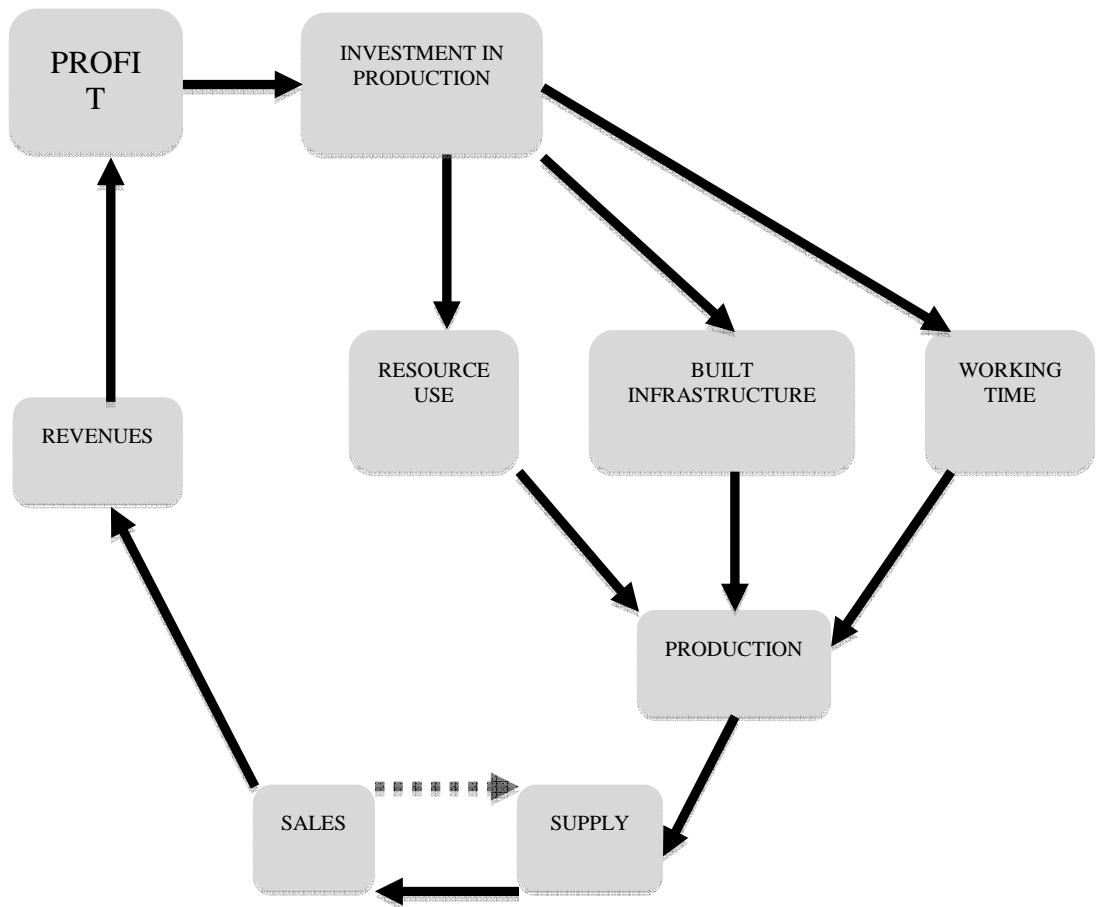 PROFI
T
INVESTMENT IN
PRODUCTION
RESOURCE
USE
BUILT
INFRASTRUCTURE
WORKING
TIME
REVENUES
PRODUCTION
SALES
SUPPLY